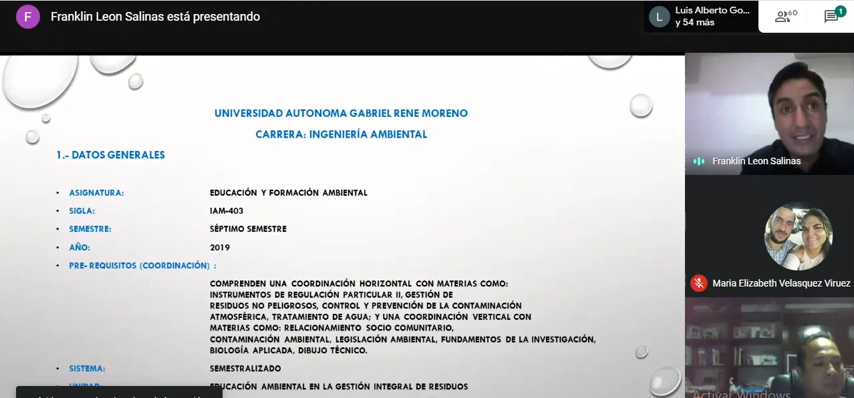 F Franklin Leon Salinas está presentando
L Luis Alberto Go... y 54 más
60
1
UNIVERSIDAD AUTONOMA GABRIEL RENE MORENO
CARRERA: INGENIERÍA AMBIENTAL
1.- DATOS GENERALES
• ASIGNATURA: EDUCACIÓN Y FORMACIÓN AMBIENTAL
• SIGLA: IAM-403
• SEMESTRE: SÉPTIMO SEMESTRE
• AÑO: 2019
• PRE- REQUISITOS (COORDINACIÓN) :
COMPRENDEN UNA COORDINACIÓN HORIZONTAL CON MATERIAS COMO:
INSTRUMENTOS DE REGULACIÓN PARTICULAR II, GESTIÓN DE
RESIDUOS NO PELIGROSOS, CONTROL Y PREVENCIÓN DE LA CONTAMINACIÓN
ATMOSFÉRICA, TRATAMIENTO DE AGUA; Y UNA COORDINACIÓN VERTICAL CON
MATERIAS COMO: RELACIONAMIENTO SOCIO COMUNITARIO,
CONTAMINACIÓN AMBIENTAL, LEGISLACIÓN AMBIENTAL, FUNDAMENTOS DE LA INVESTIGACIÓN,
BIOLOGÍA APLICADA, DIBUJO TÉCNICO.
• SISTEMA: SEMESTRALIZADO
EDUCACIÓN AMBIENTAL EN LA GESTIÓN INTEGRAL DE RESIDUOS
Franklin Leon Salinas
Maria Elizabeth Velasquez Viruez
Activar Windows